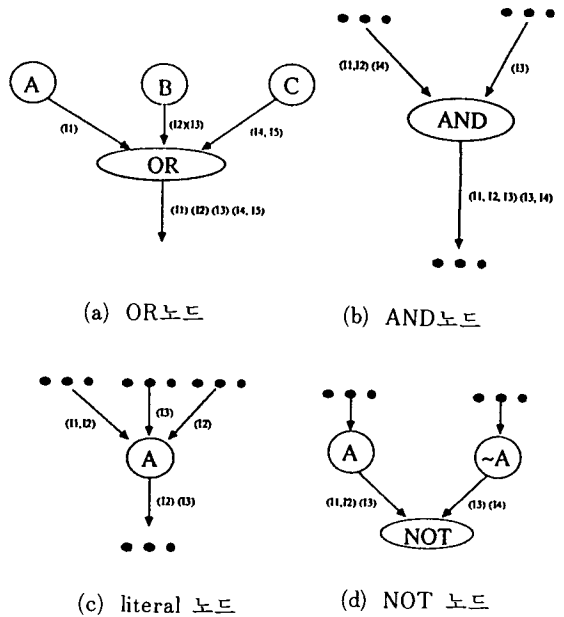 A B C
(I1) (I2)(I3) (I4, I5)
OR
(I1) (I2) (I3) (I4, I5)
(a) OR노드
(I1,I2) (I4) (I3)
AND
(I1, I2, I3) (I3, I4)
(b) AND노드
(I1,I2) (I3) (I2)
A
(I2) (I3)
(c) literal 노드
A ~A
(I1,I2) (I3) (I3) (I4)
NOT
(d) NOT 노드